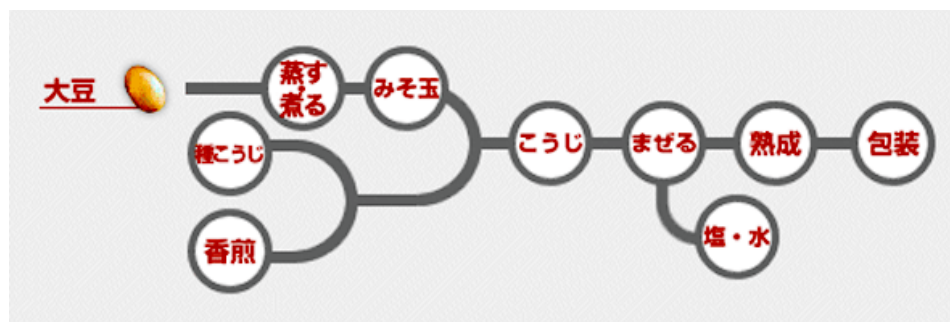 大豆
蒸す
・
煮る
みそ玉
種こうじ
香煎
こうじ
まぜる
塩・水
熟成
包装